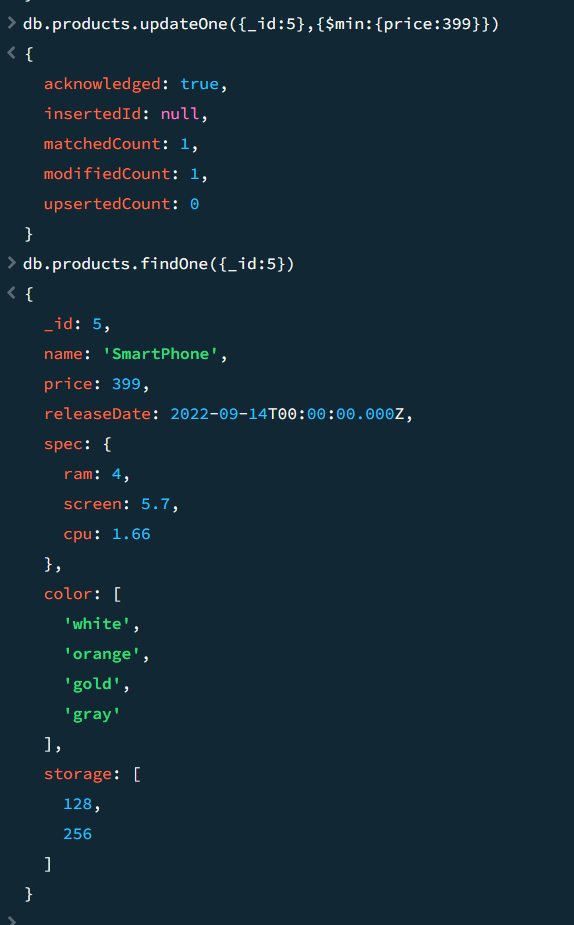 > db.products.updateOne({_id:5},{$min:{price:399}})
< {
acknowledged: true,
insertedId: null,
matchedCount: 1,
modifiedCount: 1,
upsertedCount: 0
}
> db.products.findOne({_id:5})
< {
_id: 5,
name: 'SmartPhone',
price: 399,
releaseDate: 2022-09-14T00:00:00.000Z,
spec: {
ram: 4,
screen: 5.7,
cpu: 1.66
},
color: [
'white',
'orange',
'gold',
'gray'
],
storage: [
128,
256
]
}
>